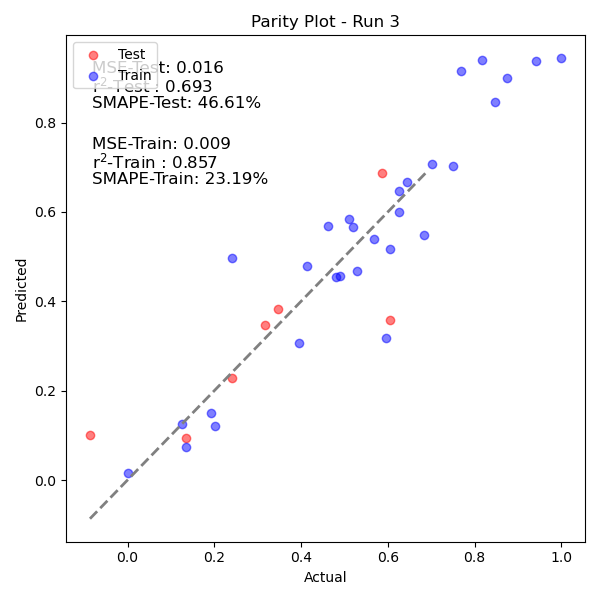 Parity Plot - Run 3
Test
Train
MSE-Test: 0.016
r²-Test : 0.693
SMAPE-Test: 46.61%
MSE-Train: 0.009
r²-Train : 0.857
SMAPE-Train: 23.19%
Predicted
0.8
0.6
0.4
0.2
0.0
0.0 0.2 0.4 0.6 0.8 1.0
Actual